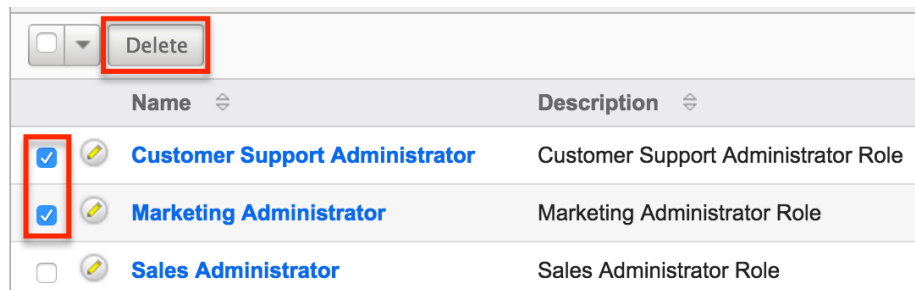 Delete
Name Description
Customer Support Administrator Customer Support Administrator Role
Marketing Administrator Marketing Administrator Role
Sales Administrator Sales Administrator Role